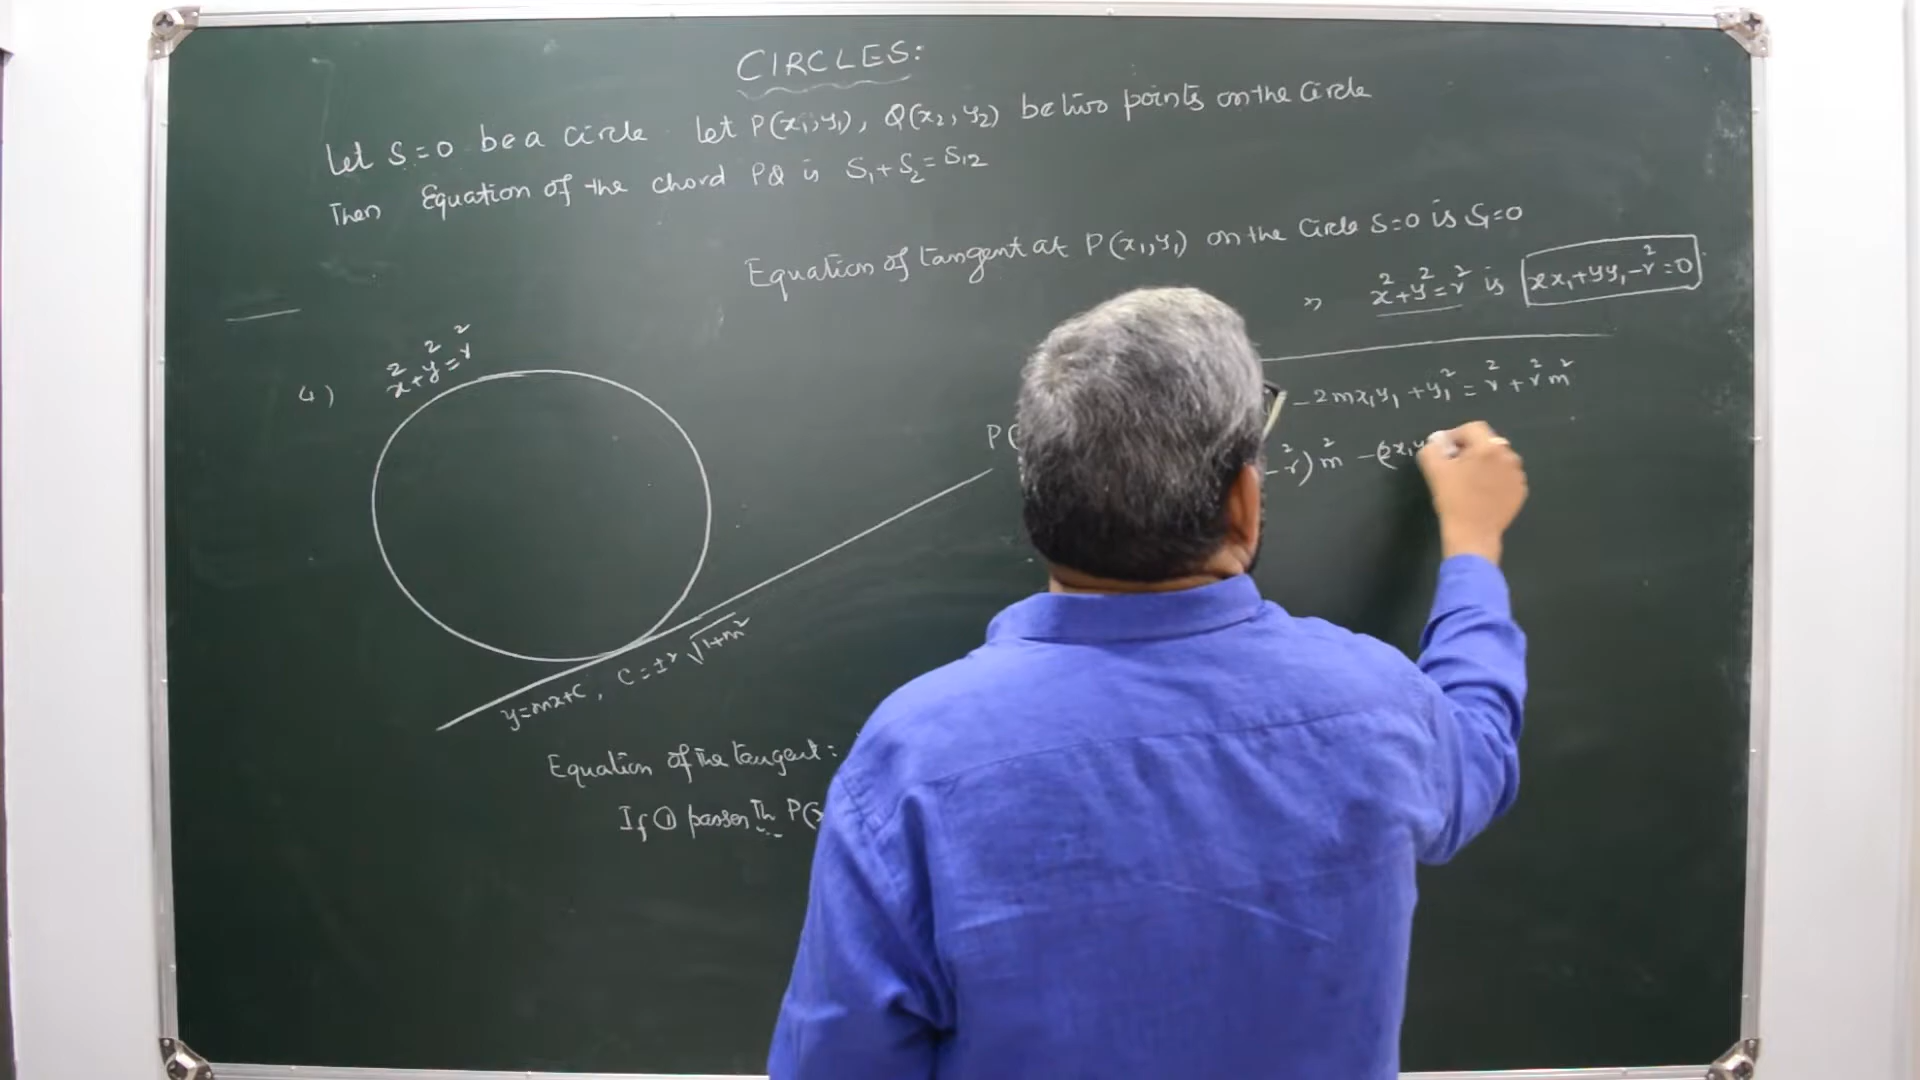 CIRCLES:
Let S=0 be a circle. Let P(x₁,y₁), Q(x₂,y₂) be two points on the circle
Then Equation of the chord PQ is S₁+S₂=S₁₂
Equation of tangent at P(x₁,y₁) on the Circle S=0 is S₁=0
" x²+y²=r² is xx₁+yy₁-r²=0
4) x²+y²=r²
P(
-2mx₁y₁+y₁²=r²+r²m²
-r²)m²-(2x₁y
y=mx+c, c=±r√1+m²
Equation of the tangent:
If ① passes Th P(x